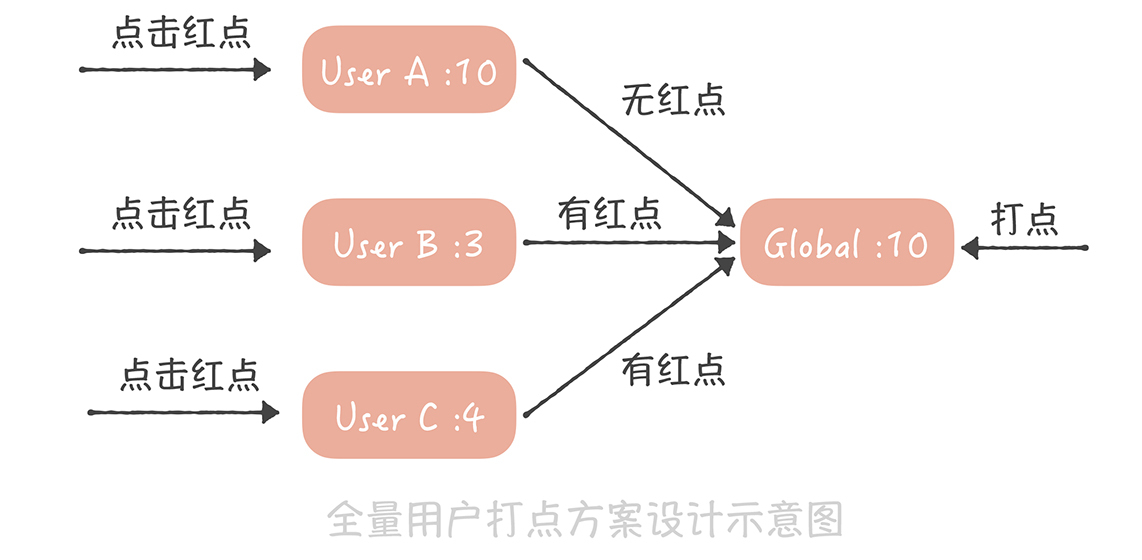 点击红点
User A :10
无红点
点击红点
User B :3
有红点
Global :10
打点
点击红点
User C :4
有红点
全量用户打点方案设计示意图